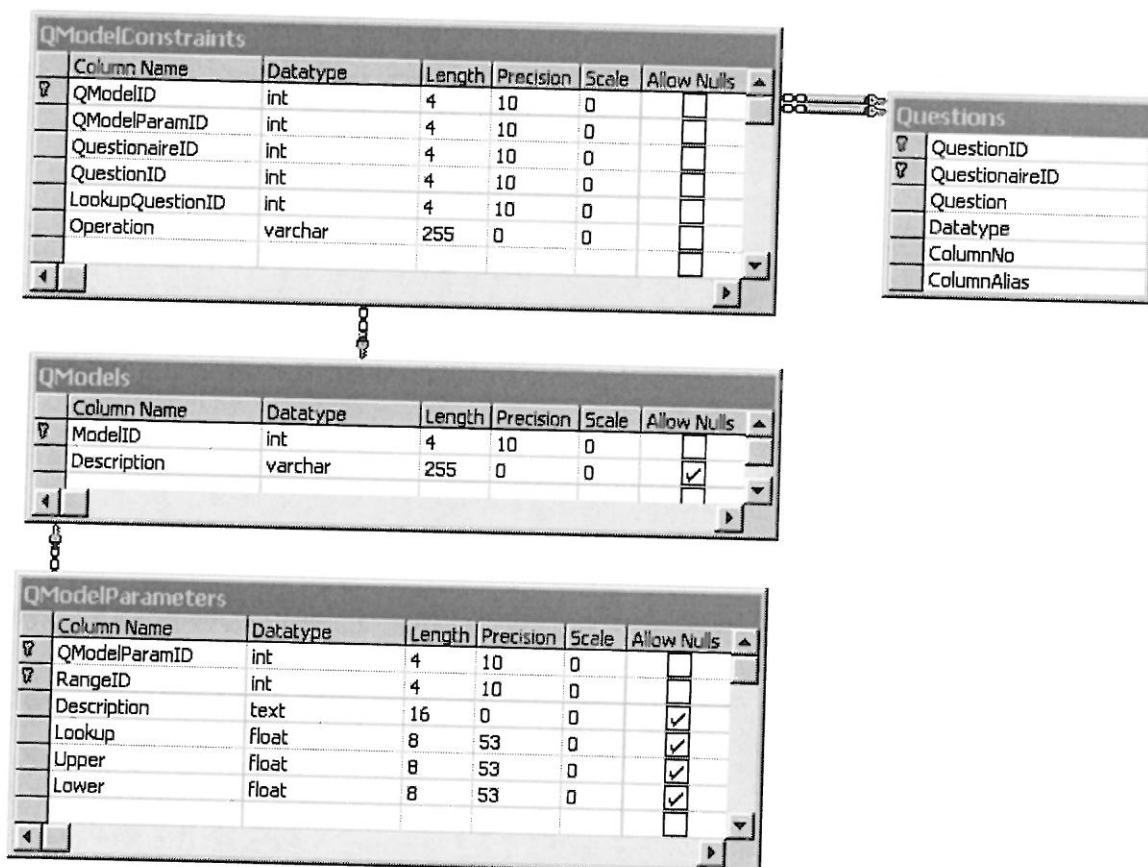 QModelConstraints
Column Name Datatype Length Precision Scale Allow Nulls
QModelID int 4 10 0
QModelParamID int 4 10 0
QuestionaireID int 4 10 0
QuestionID int 4 10 0
LookupQuestionID int 4 10 0
Operation varchar 255 0 0
Questions
QuestionID
QuestionaireID
Question
Datatype
ColumnNo
ColumnAlias
QModels
Column Name Datatype Length Precision Scale Allow Nulls
ModelID int 4 10 0
Description varchar 255 0 0
QModelParameters
Column Name Datatype Length Precision Scale Allow Nulls
QModelParamID int 4 10 0
RangeID int 4 10 0
Description text 16 0 0
Lookup float 8 53 0
Upper float 8 53 0
Lower float 8 53 0